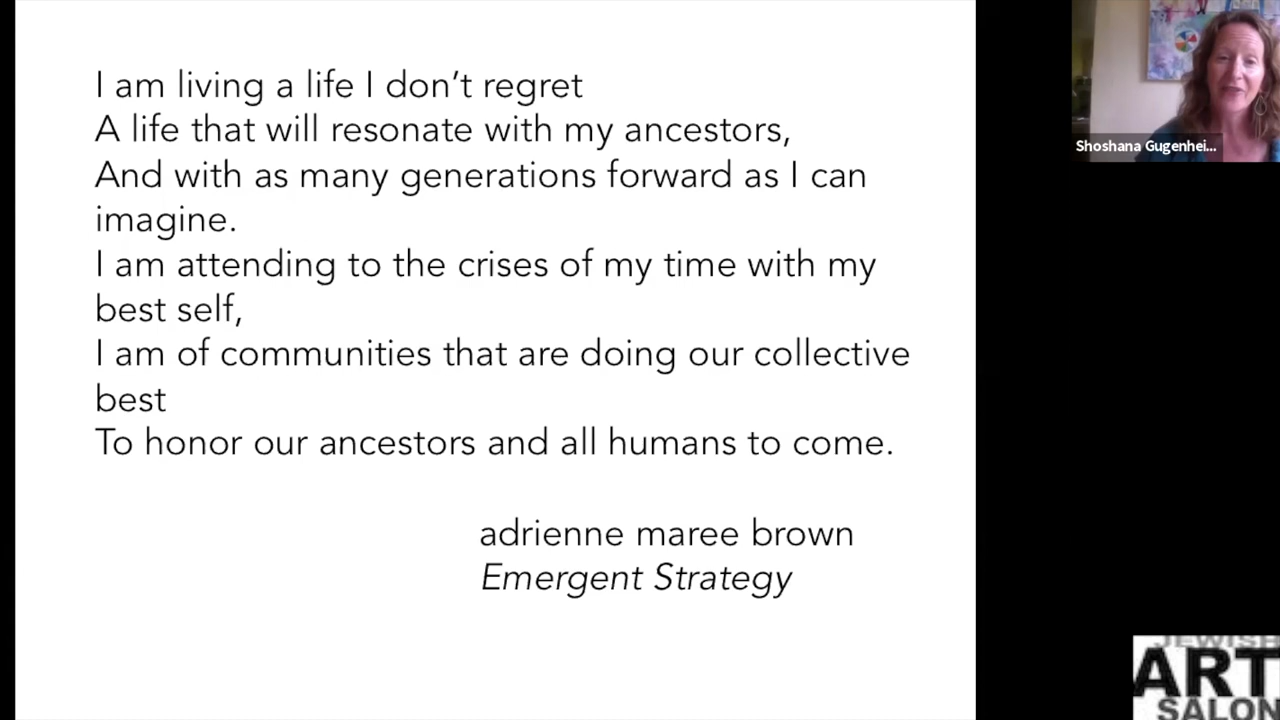 I am living a life I don’t regret
A life that will resonate with my ancestors,
And with as many generations forward as I can
imagine.
I am attending to the crises of my time with my
best self,
I am of communities that are doing our collective
best
To honor our ancestors and all humans to come.
adrienne maree brown
Emergent Strategy
Shoshana Gugenhei...
JEWISH
ART
SALON